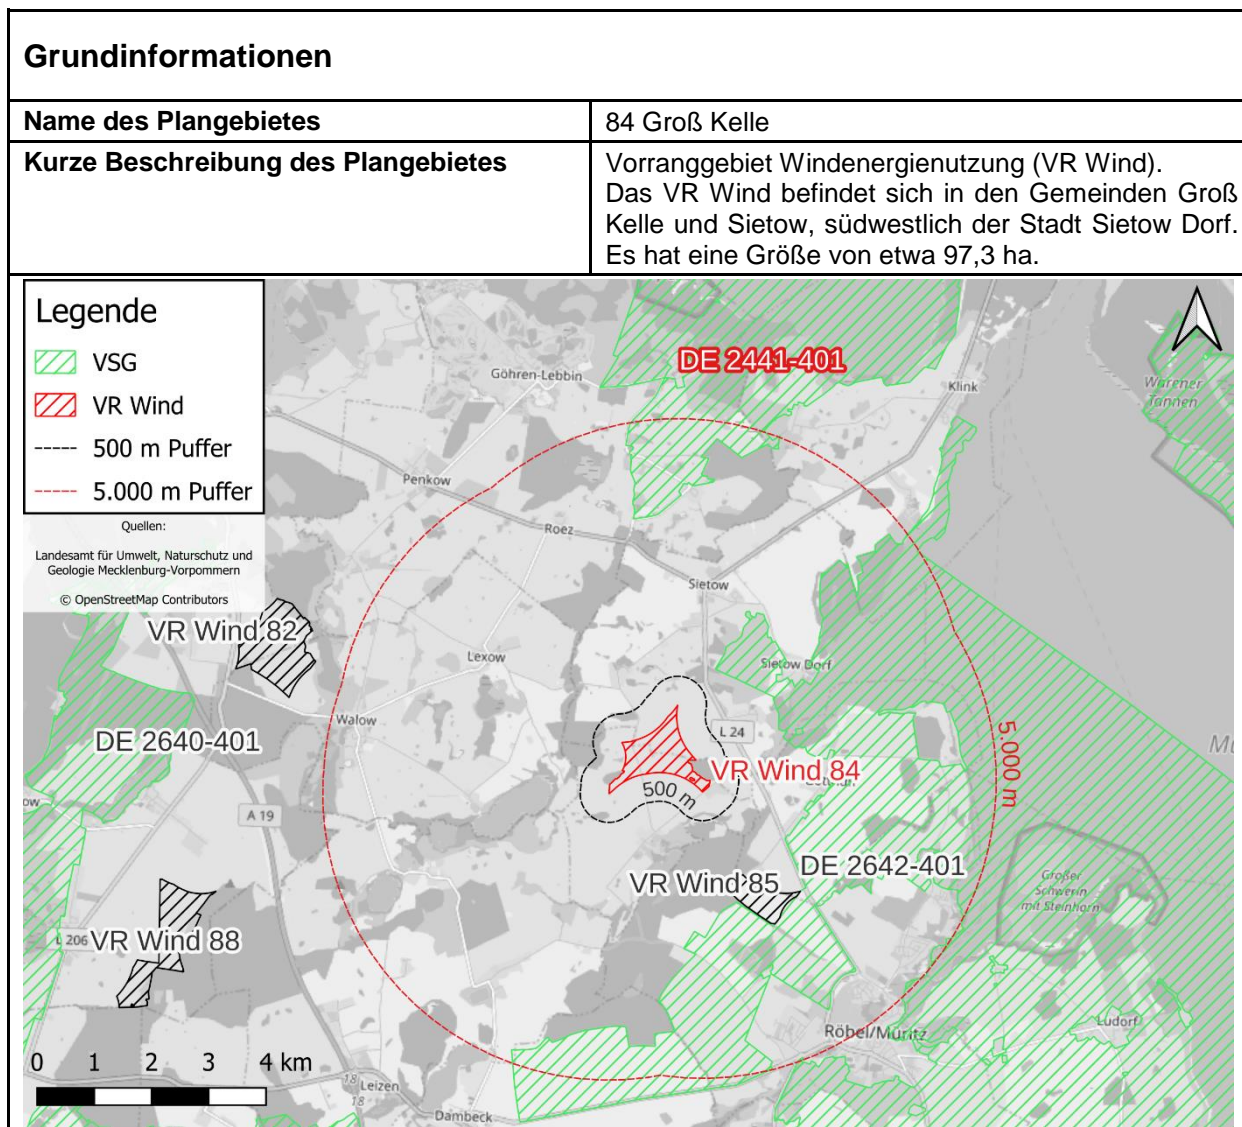 Grundinformationen
Name des Plangebietes
84 Groß Kelle
Kurze Beschreibung des Plangebietes
Vorranggebiet Windenergienutzung (VR Wind).
Das VR Wind befindet sich in den Gemeinden Groß
Kelle und Sietow, südwestlich der Stadt Sietow Dorf.
Es hat eine Größe von etwa 97,3 ha.
Legende
VSG
VR Wind
500 m Puffer
5.000 m Puffer
Quellen:
Landesamt für Umwelt, Naturschutz und
Geologie Mecklenburg-Vorpommern
© OpenStreetMap Contributors
DE 2441-401
Göhren-Lebbin
Klink
Warener
Tannen
Penkow
Roez
Sietow
VR Wind 82
Lexow
Sietow Dorf
Walow
L 24
DE 2640-401
VR Wind 84
500 m
5.000 m
A 19
VR Wind 85
DE 2642-401
Großer
Schwerin
mit Steinhorn
L 206
VR Wind 88
Röbel/Müritz
Ludorf
0 1 2 3 4 km
18
Leizen
18
Dambeck